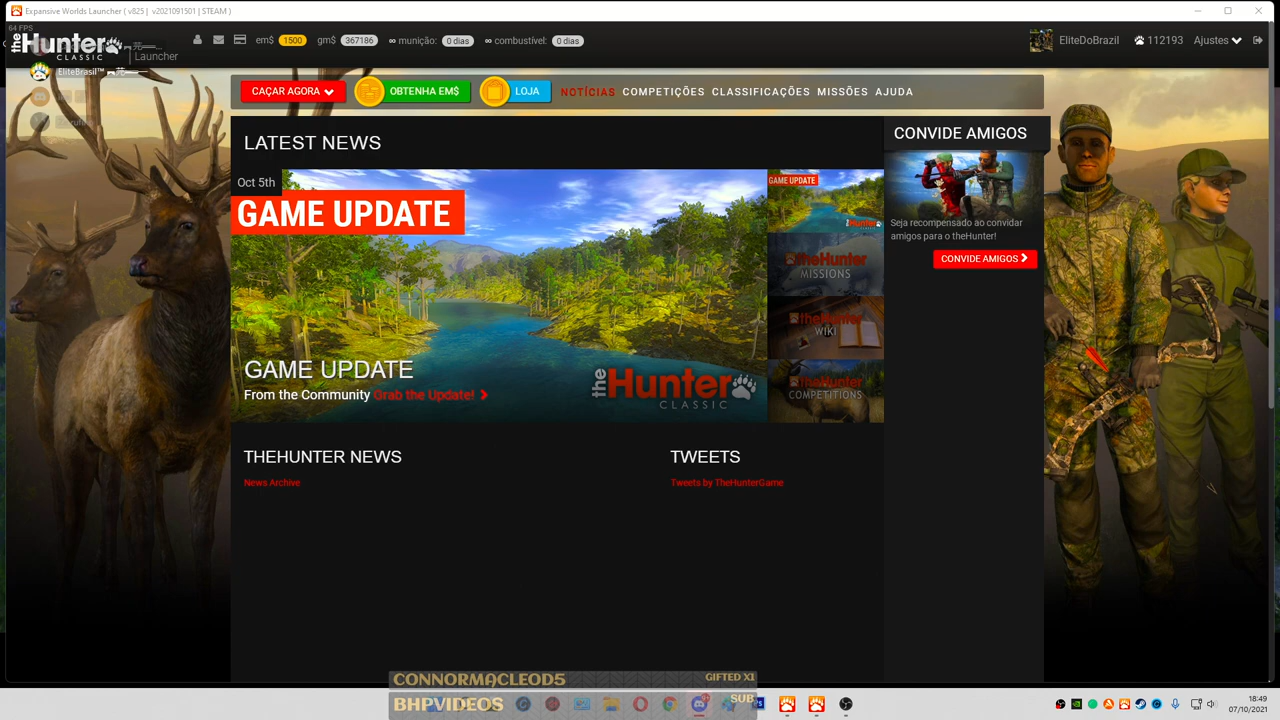 Expansive Worlds Launcher ( v825 | v2021091501 | STEAM )
64 FPS
theHunter CLASSIC
Launcher
em$ 1500 gm$ 367186 ∞ munição: 0 dias ∞ combustível: 0 dias
EliteDoBrazil 112193 Ajustes
EliteBrasil™
CAÇAR AGORA OBTENHA EM$ LOJA NOTÍCIAS COMPETIÇÕES CLASSIFICAÇÕES MISSÕES AJUDA
LATEST NEWS
Oct 5th
GAME UPDATE
GAME UPDATE
From the Community Grab the Update!
theHunter CLASSIC
GAME UPDATE
theHunter
theHunter
MISSIONS
theHunter
WIKI
theHunter
COMPETITIONS
CONVIDE AMIGOS
Seja recompensado ao convidar
amigos para o theHunter!
CONVIDE AMIGOS
THEHUNTER NEWS
News Archive
TWEETS
Tweets by TheHunterGame
CONNORMACLEOD5 GIFTED X1
BHPVIDEOS SUB
18:49
07/10/2021